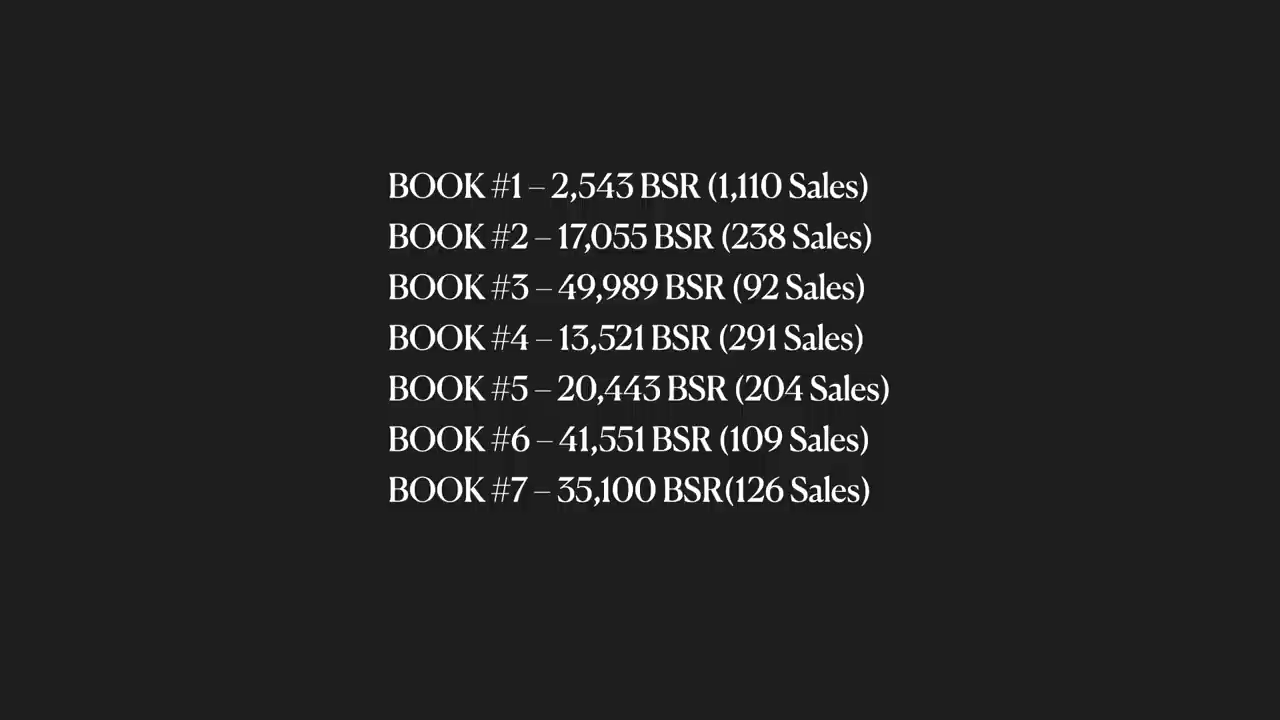 BOOK #1 – 2,543 BSR (1,110 Sales)
BOOK #2 – 17,055 BSR (238 Sales)
BOOK #3 – 49,989 BSR (92 Sales)
BOOK #4 – 13,521 BSR (291 Sales)
BOOK #5 – 20,443 BSR (204 Sales)
BOOK #6 – 41,551 BSR (109 Sales)
BOOK #7 – 35,100 BSR(126 Sales)